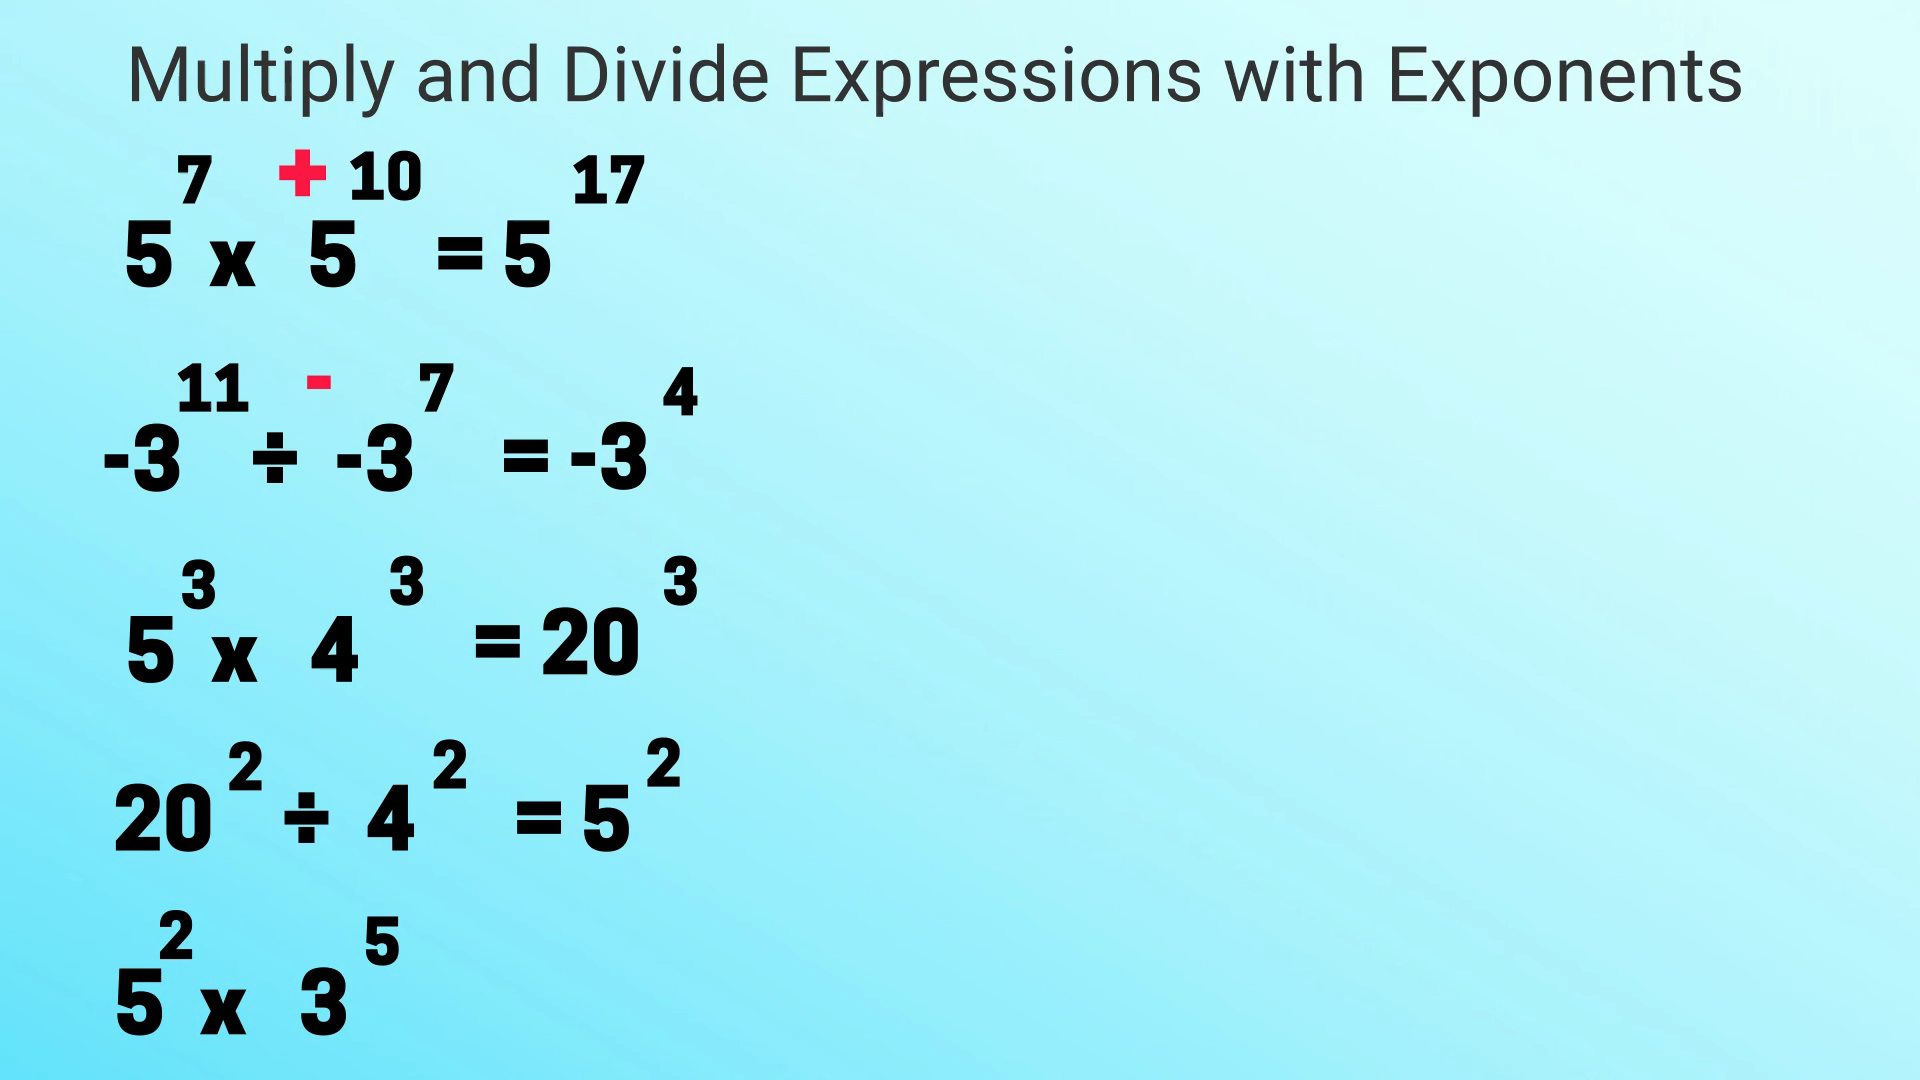 Multiply and Divide Expressions with Exponents
7 + 10 17
5 x 5 = 5
11 - 7 4
-3 ÷ -3 = -3
3 3 3
5 x 4 = 20
2 2 2
20 ÷ 4 = 5
2 5
5 x 3